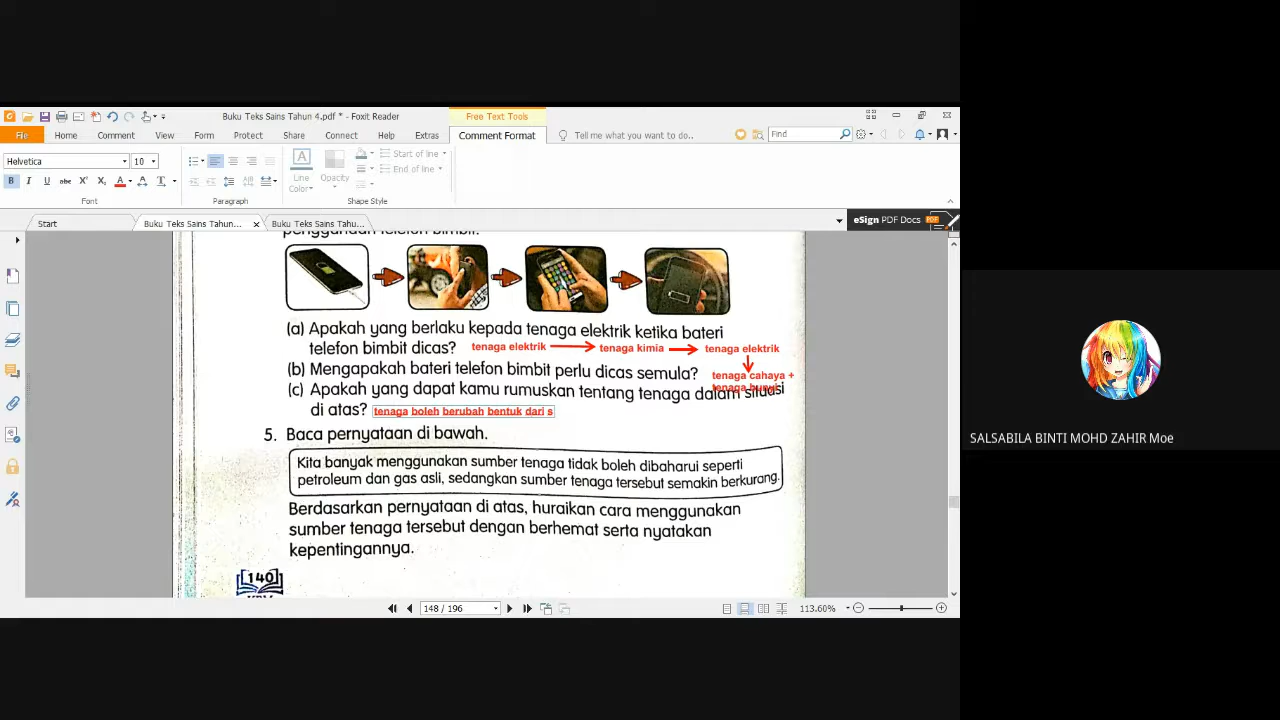 Buku Teks Sains Tahun 4.pdf * - Foxit Reader
Free Text Tools
File Home Comment View Form Protect Share Connect Help Extras Comment Format Tell me what you want to do.. Find
Helvetica 10
Line Color
Opacity
Start of line
End of line
Font
Paragraph
Shape Style
Start
Buku Teks Sains Tahun...
Buku Teks Sains Tahu...
eSign PDF Docs
penggunaan telefon bimbit.
(a) Apakah yang berlaku kepada tenaga elektrik ketika bateri
telefon bimbit dicas? tenaga elektrik tenaga kimia tenaga elektrik
(b) Mengapakah bateri telefon bimbit perlu dicas semula? tenaga cahaya +
tenaga bunyi
(c) Apakah yang dapat kamu rumuskan tentang tenaga dalam situasi
di atas? tenaga boleh berubah bentuk dari s
5. Baca pernyataan di bawah.
Kita banyak menggunakan sumber tenaga tidak boleh dibaharui seperti
petroleum dan gas asli, sedangkan sumber tenaga tersebut semakin berkurang.
Berdasarkan pernyataan di atas, huraikan cara menggunakan
sumber tenaga tersebut dengan berhemat serta nyatakan
kepentingannya.
140
148 / 196
113.60%
SALSABILA BINTI MOHD ZAHIR Moe